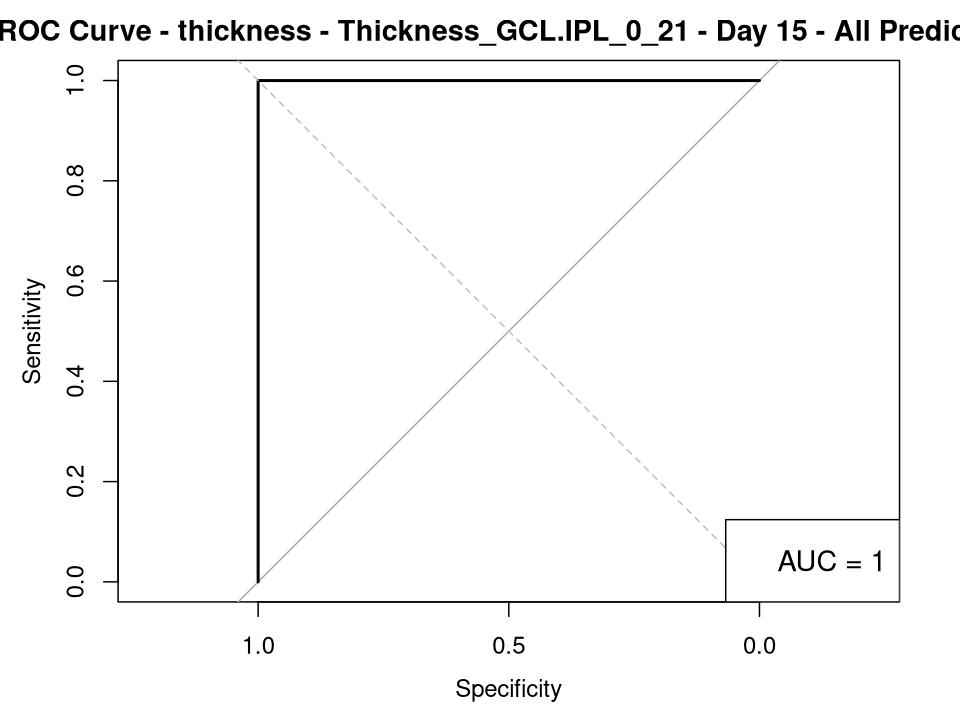 ROC Curve - thickness - Thickness_GCL.IPL_0_21 - Day 15 - All Predic
1.0
0.8
0.6
0.4
0.2
0.0
Sensitivity
AUC = 1
1.0 0.5 0.0
Specificity